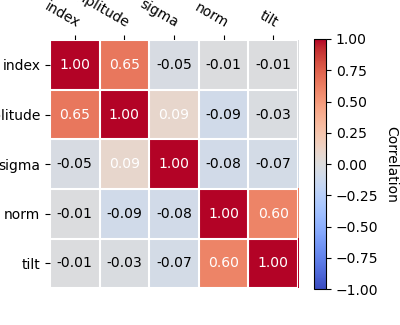 index sigma norm tilt
index 1.00 0.65 -0.05 -0.01 -0.01
0.65 1.00 0.09 -0.09 -0.03
sigma -0.05 0.09 1.00 -0.08 -0.07
norm -0.01 -0.09 -0.08 1.00 0.60
tilt -0.01 -0.03 -0.07 0.60 1.00
1.00
0.75
0.50
0.25
0.00
−0.25
−0.50
−0.75
−1.00
Correlation